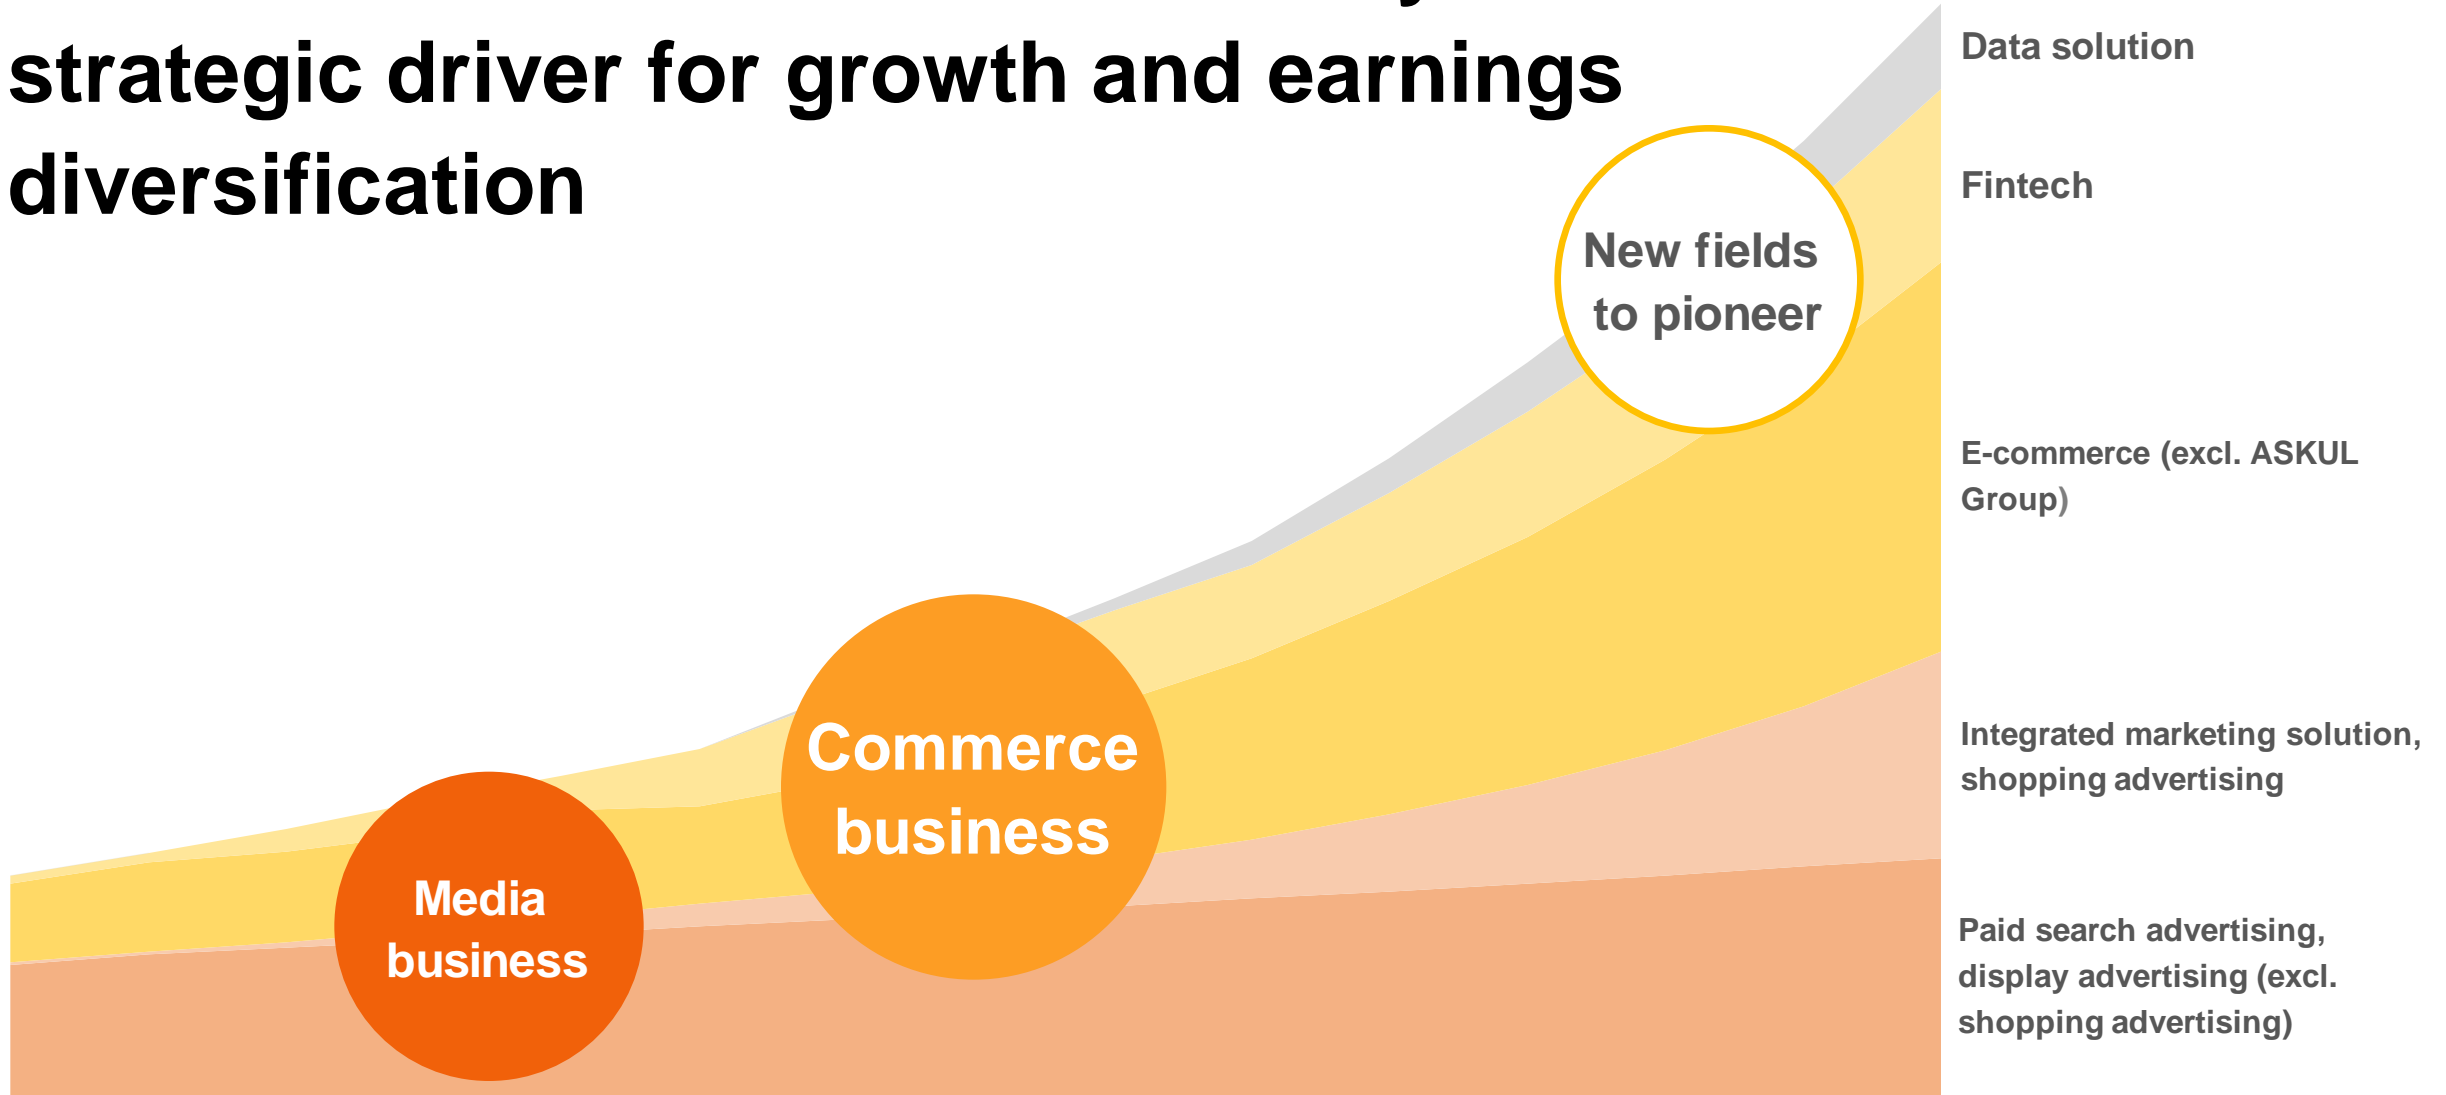 strategic driver for growth and earnings
diversification
Data solution
Fintech
New fields
to pioneer
E-commerce (excl. ASKUL
Group)
Commerce
business
Integrated marketing solution,
shopping advertising
Media
business
Paid search advertising,
display advertising (excl.
shopping advertising)